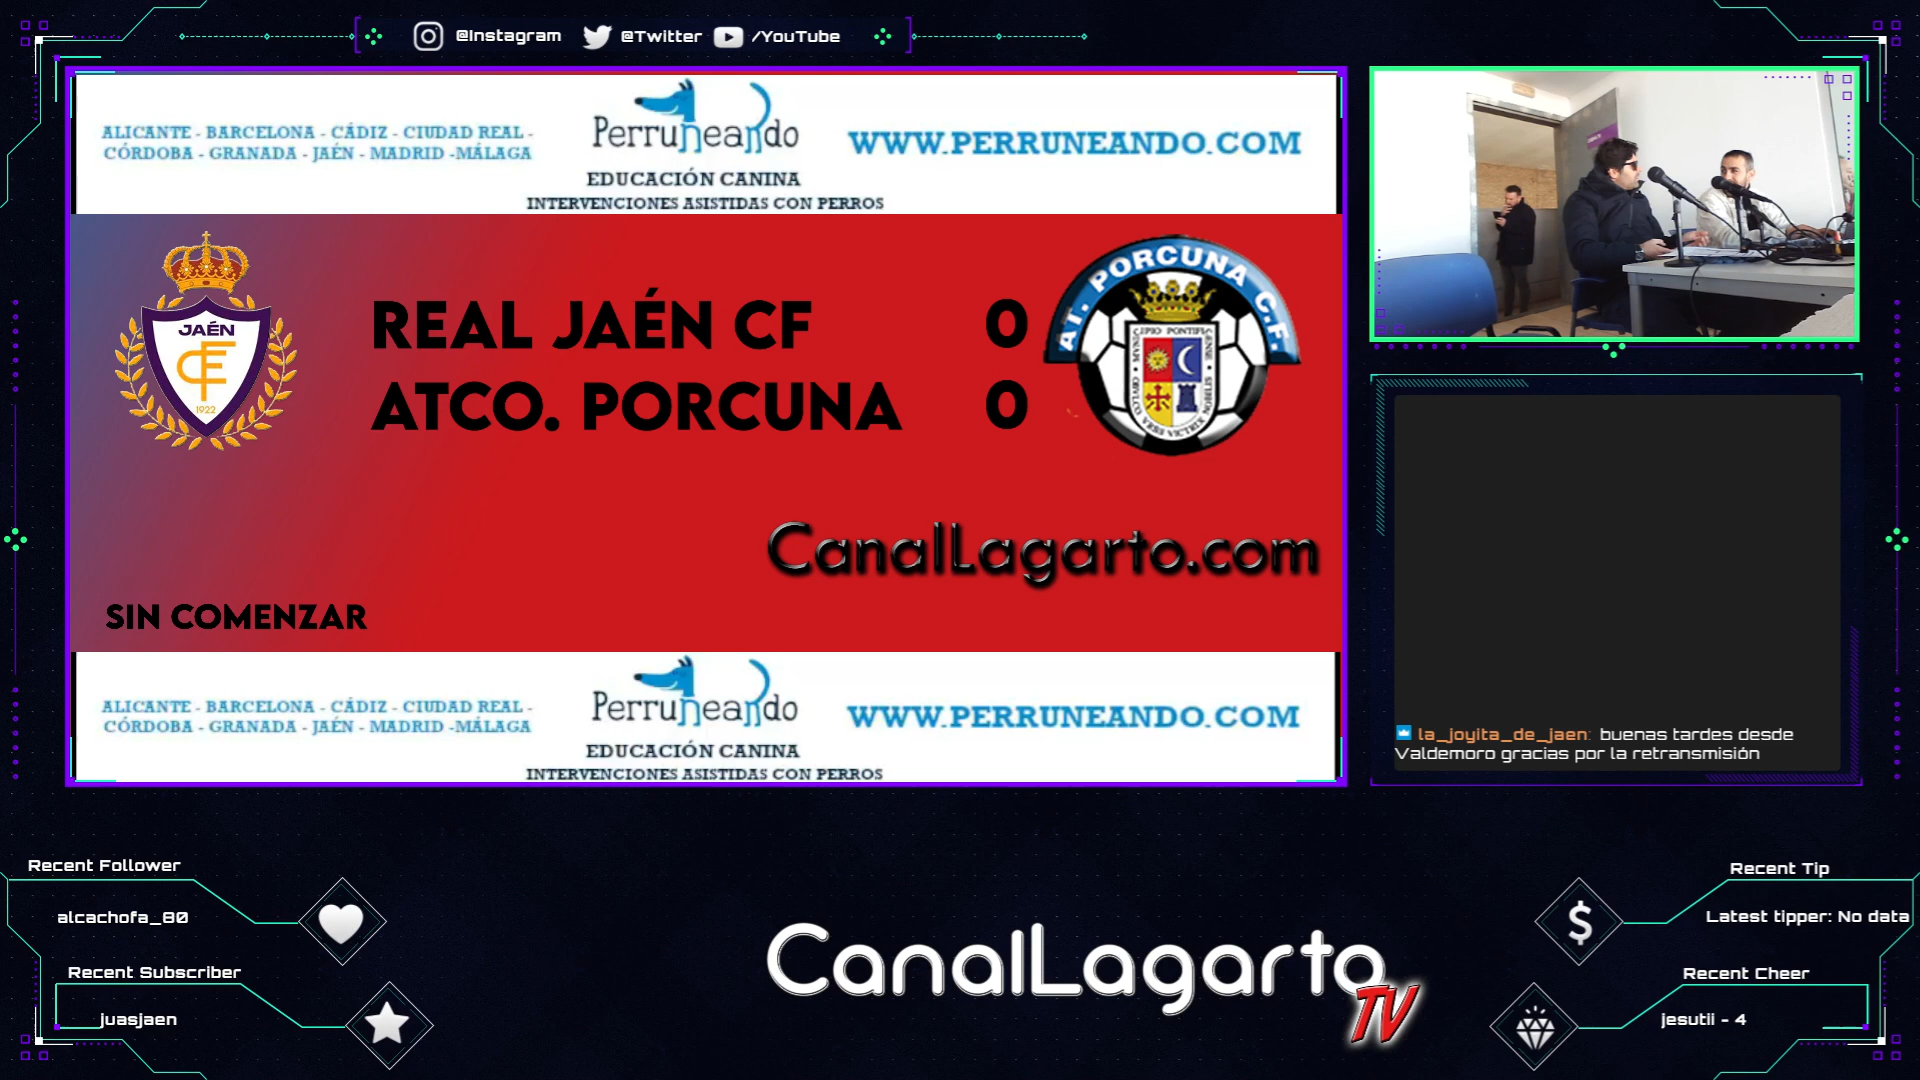 @Instagram @Twitter /YouTube
ALICANTE - BARCELONA - CÁDIZ - CIUDAD REAL -
CÓRDOBA - GRANADA - JAÉN - MADRID -MÁLAGA
Perruneando
EDUCACIÓN CANINA
INTERVENCIONES ASISTIDAS CON PERROS
WWW.PERRUNEANDO.COM
JAÉN
CF
1922
REAL JAÉN CF 0
ATCO. PORCUNA 0
AT. PORCUNA C.F.
CanalLagarto.com
SIN COMENZAR
ALICANTE - BARCELONA - CÁDIZ - CIUDAD REAL -
CÓRDOBA - GRANADA - JAÉN - MADRID -MÁLAGA
Perruneando
EDUCACIÓN CANINA
INTERVENCIONES ASISTIDAS CON PERROS
WWW.PERRUNEANDO.COM
la_joyita_de_jaen: buenas tardes desde
Valdemoro gracias por la retransmisión
Recent Follower
alcachofa_80
Recent Subscriber
juasjaen
CanalLagarto
TV
Recent Tip
$
Latest tipper: No data
Recent Cheer
jesutii - 4